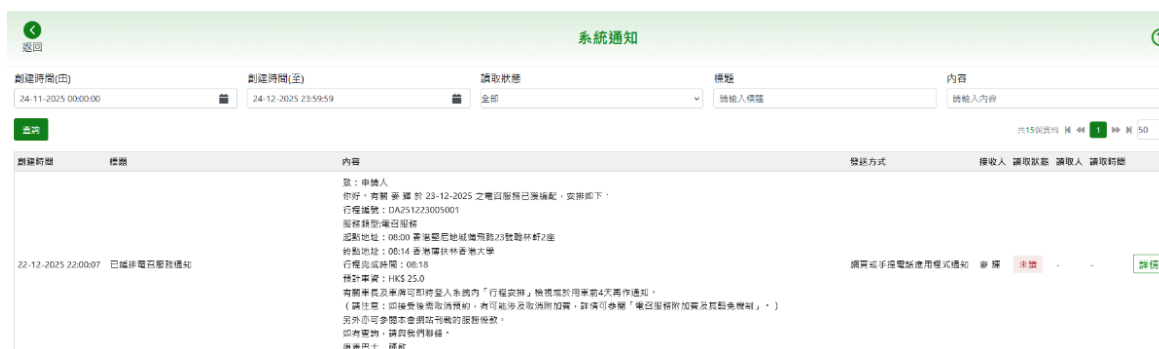 返回
系統通知
創建時間(由)
創建時間(至)
讀取狀態
標題
內容
24-11-2025 00:00:00
24-12-2025 23:59:59
全部
請輸入標題
請輸入內容
查詢
共15個資料
1
50
創建時間 標題 內容 發送方式 接收人 讀取狀態 讀取人 讀取時間
致：申請人
你好。有關 麥 輝 於 23-12-2025 之電召服務已獲編配，安排如下：
行程編號：DA251223005001
服務類型:電召服務
起點地址：08:00 香港堅尼地城蒲飛路23號翰林軒2座
終點地址：08:14 香港薄扶林香港大學
行程完成時間：08:18
預計車資：HK$ 25.0
有關車長及車牌可即時登入系統內「行程安排」檢視或於用車前4天再作通知。
（請注意：如接受後需取消預約，有可能涉及取消附加費，詳情可參閱「電召服務附加費及其豁免機制」。）
另外亦可參閱本會網站刊載的服務條款。
如有查詢，請與我們聯絡。
復康巴士 謹啟
22-12-2025 22:00:07 已編排電召服務通知
網頁或手提電話應用程式通知 麥 輝 未讀 - - 詳情